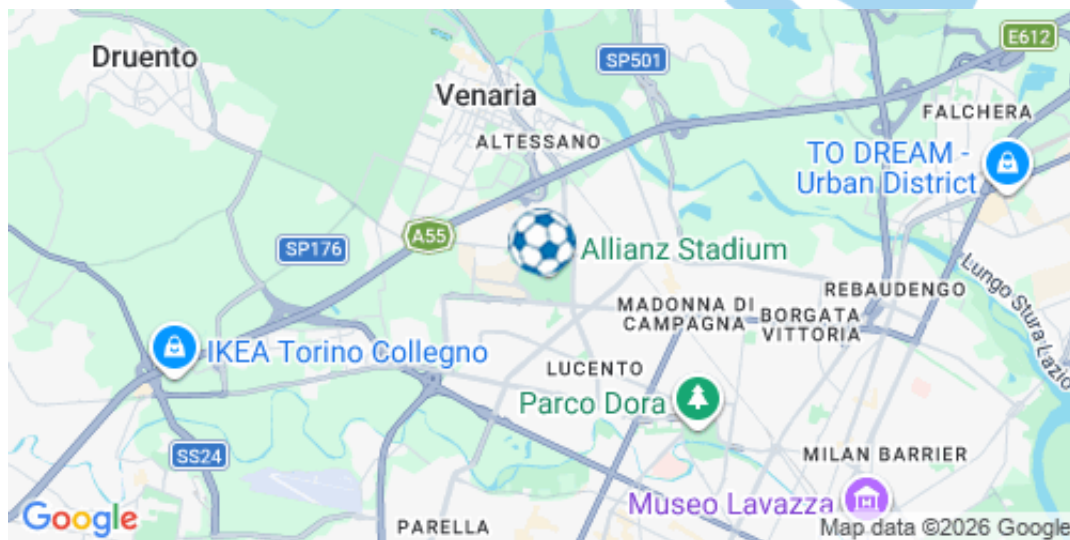 Druento
E612
SP501
Venaria
FALCHERA
ALTESSANO
TO DREAM -
Urban District
A55
SP176
Allianz Stadium
Lungo Stura Lazio
REBAUDENGO
MADONNA DI
CAMPAGNA
BORGATA
VITTORIA
IKEA Torino Collegno
LUCENTO
Parco Dora
SS24
MILAN BARRIER
Museo Lavazza
Google
PARELLA
Map data ©2026 Google